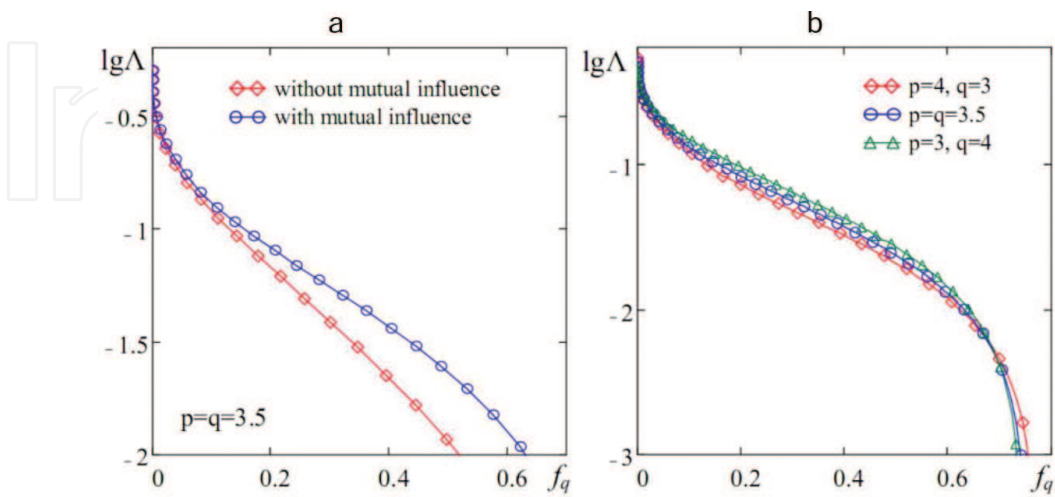 a
lgΛ
without mutual influence
with mutual influence
- 0.5
- 1
- 1.5
- 2
p=q=3.5
0 0.2 0.4 0.6 fq
b
lgΛ
p=4, q=3
p=q=3.5
p=3, q=4
- 1
- 2
- 3
0 0.2 0.4 0.6 fq